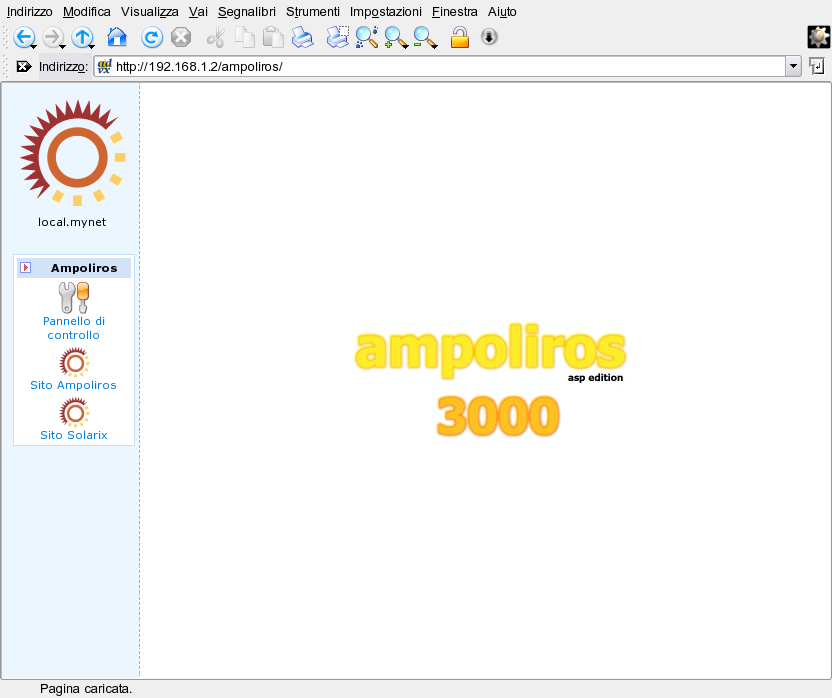 Indirizzo Modifica Visualizza Vai Segnalibri Strumenti Impostazioni Finestra Aiuto
Indirizzo: http://192.168.1.2/ampoliros/
local.mynet
Ampoliros
Pannello di
controllo
Sito Ampoliros
Sito Solarix
ampoliros
asp edition
3000
Pagina caricata.